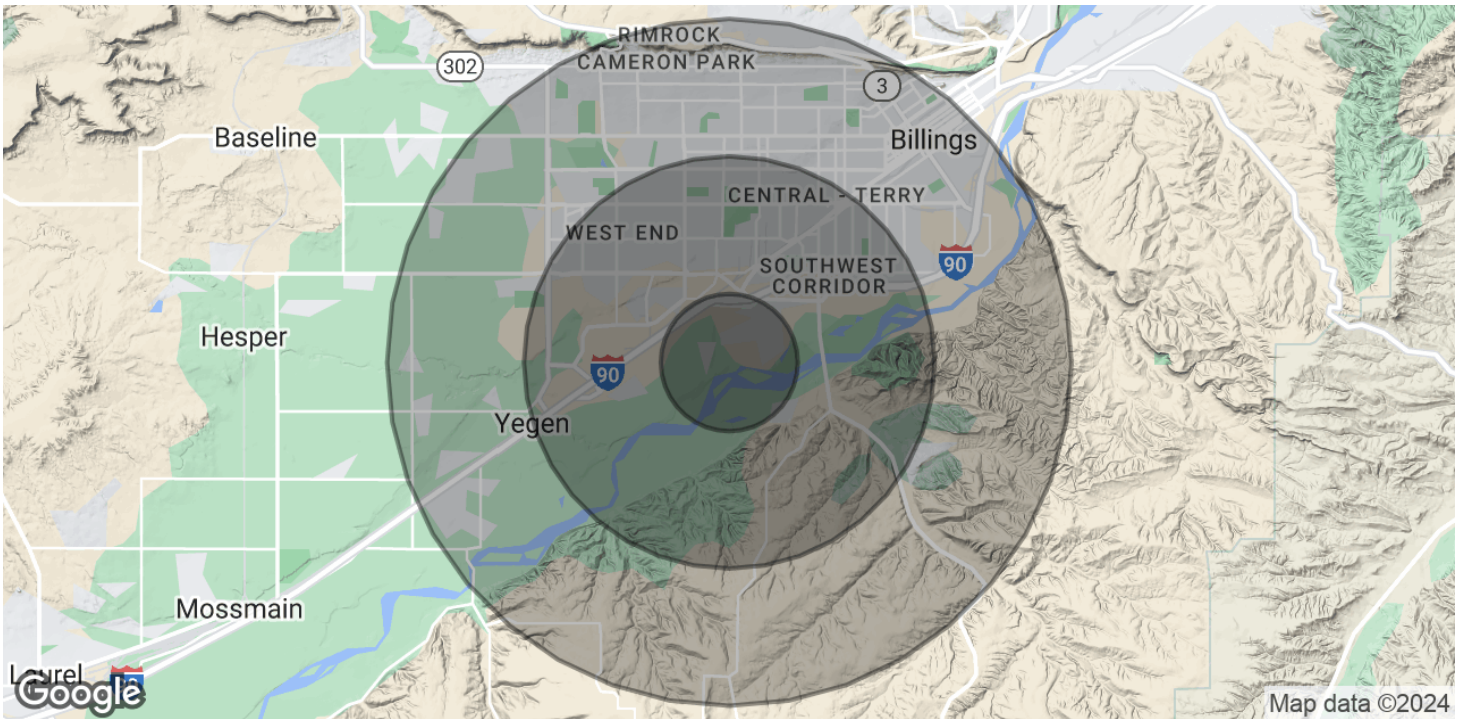 RIMROCK
CAMERON PARK
302
3
Baseline
Billings
CENTRAL - TERRY
WEST END
SOUTHWEST
CORRIDOR
90
Hesper
90
Yegen
Mossmain
Laurel
Google
Map data ©2024